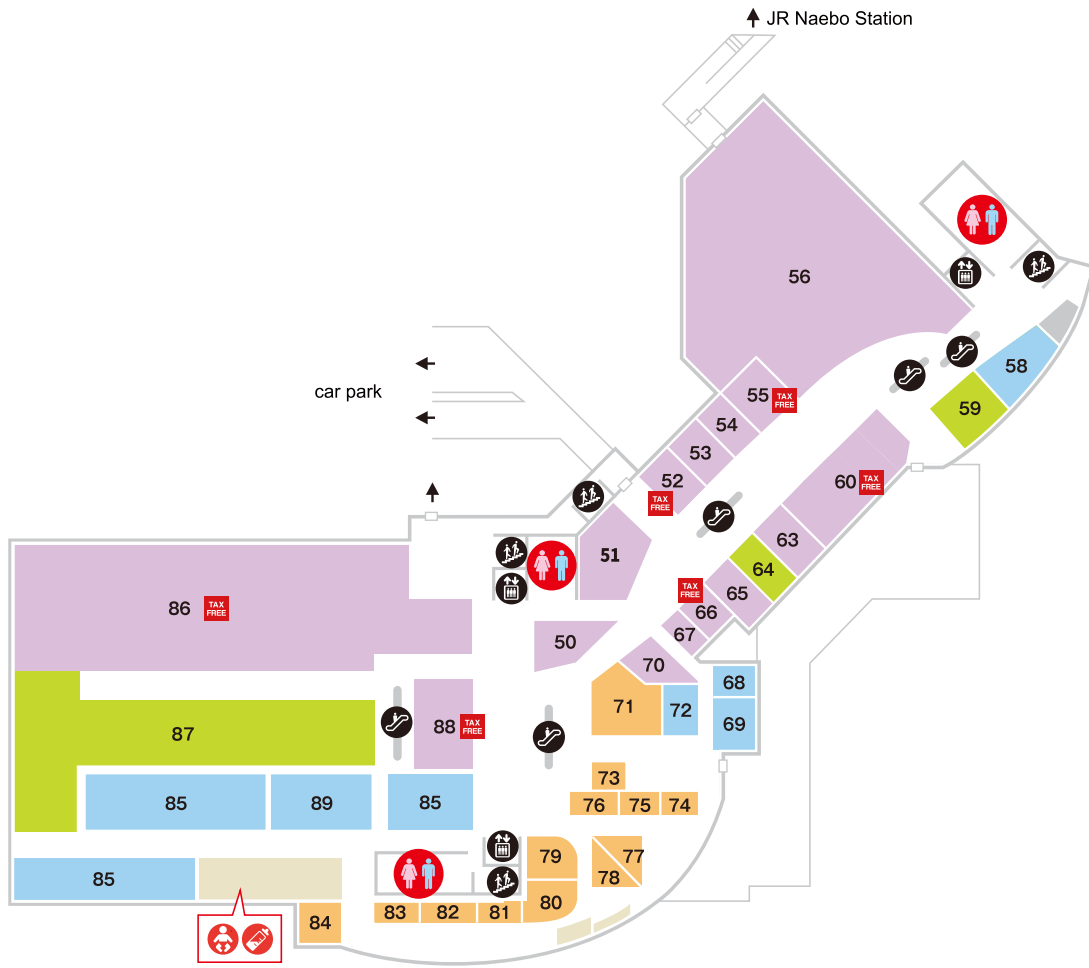 JR Naebo Station
56
58
59
car park
55
TAX
FREE
54
53
52
TAX
FREE
60
TAX
FREE
51
63
64
65
TAX
FREE
66
67
86
TAX
FREE
50
70
68
69
71
72
88
TAX
FREE
87
73
76
75
74
85
89
85
79
77
78
80
85
83
82
81
84